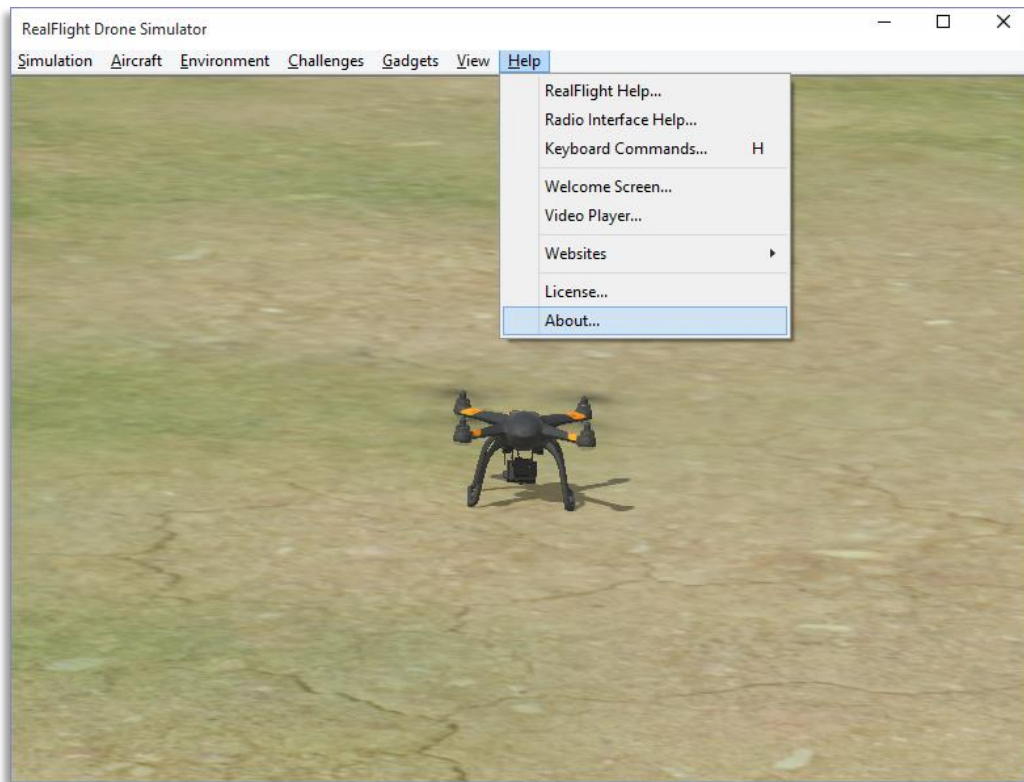 RealFlight Drone Simulator
Simulation Aircraft Environment Challenges Gadgets View Help
RealFlight Help...
Radio Interface Help...
Keyboard Commands... H
Welcome Screen...
Video Player...
Websites
License...
About...